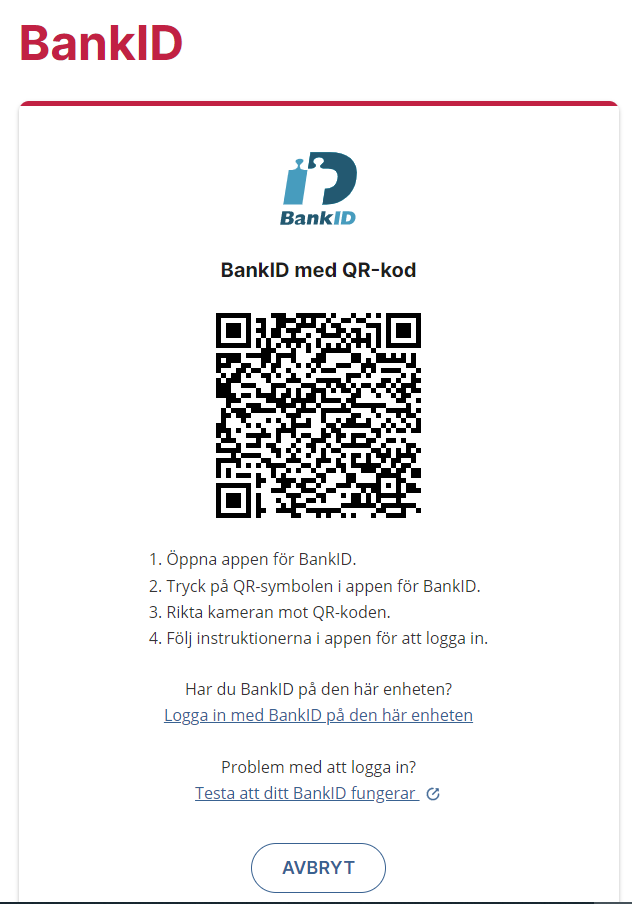 BankID
BankID
BankID med QR-kod
1. Öppna appen för BankID.
2. Tryck på QR-symbolen i appen för BankID.
3. Rikta kameran mot QR-koden.
4. Följ instruktionerna i appen för att logga in.
Har du BankID på den här enheten?
Logga in med BankID på den här enheten
Problem med att logga in?
Testa att ditt BankID fungerar
AVBRYT